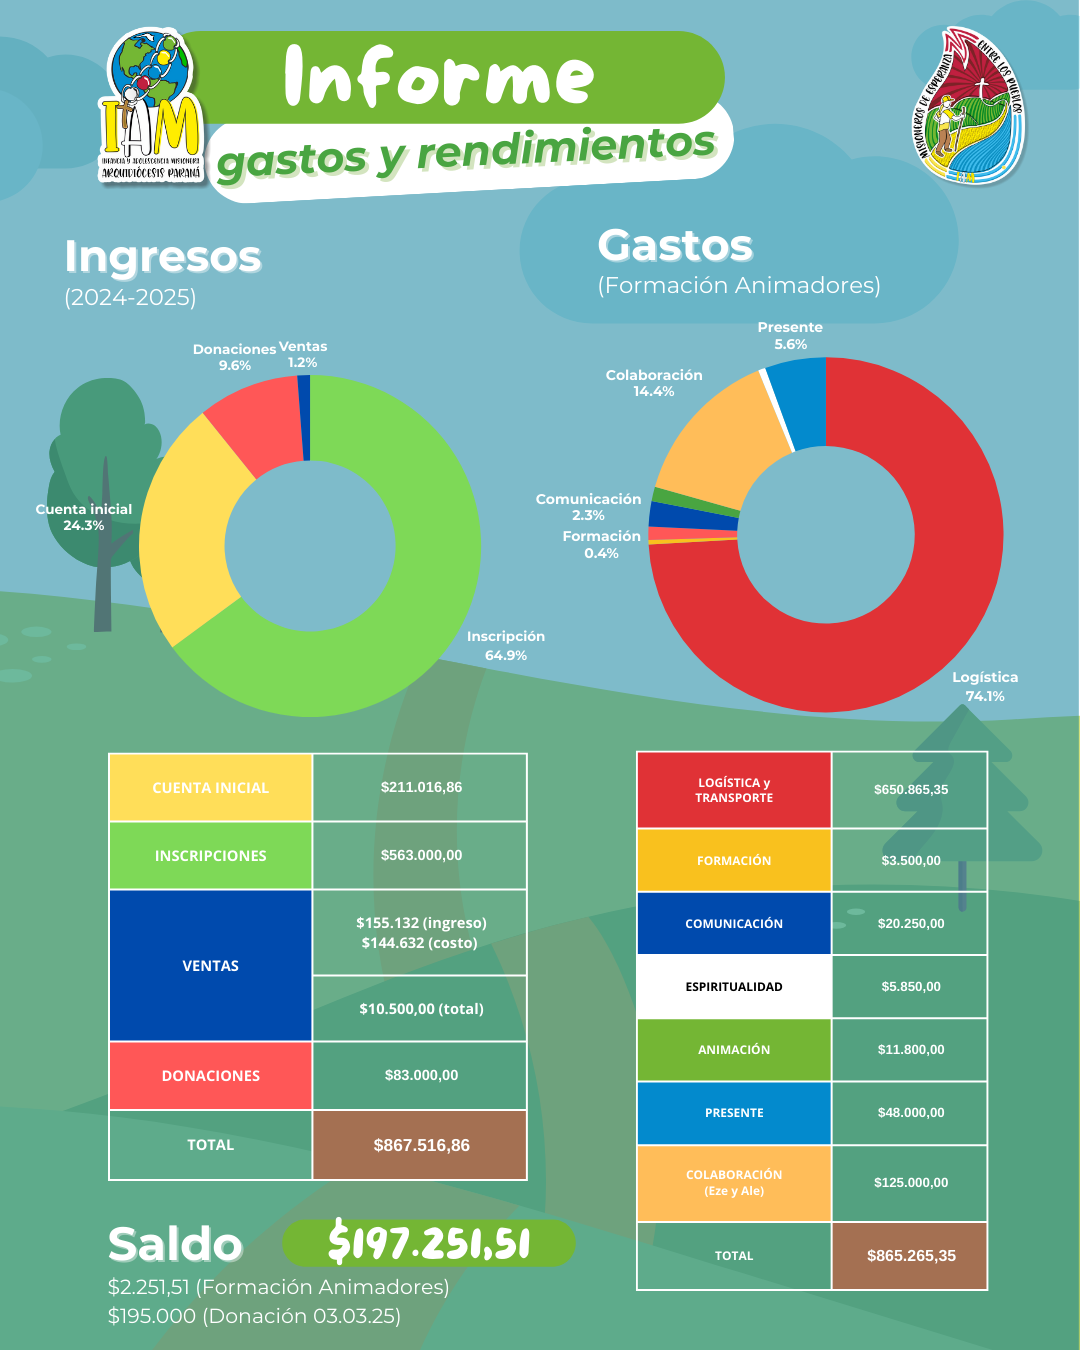 Informe
gastos y rendimientos
IAM
INFANCIA Y ADOLESCENCIA MISIONERA
ARQUIDIÓCESIS PARANÁ
MISIONEROS DE ESPERANZA
ENTRE LOS PUEBLOS
IAM
Ingresos
(2024-2025)
Donaciones
9.6%
Ventas
1.2%
Cuenta inicial
24.3%
Inscripción
64.9%
Gastos
(Formación Animadores)
Presente
5.6%
Colaboración
14.4%
Comunicación
2.3%
Formación
0.4%
Logística
74.1%
CUENTA INICIAL $211.016,86
INSCRIPCIONES $563.000,00
VENTAS
$155.132 (ingreso)
$144.632 (costo)
$10.500,00 (total)
DONACIONES $83.000,00
TOTAL $867.516,86
LOGÍSTICA y
TRANSPORTE
$650.865,35
FORMACIÓN $3.500,00
COMUNICACIÓN $20.250,00
ESPIRITUALIDAD $5.850,00
ANIMACIÓN $11.800,00
PRESENTE $48.000,00
COLABORACIÓN
(Eze y Ale)
$125.000,00
TOTAL $865.265,35
Saldo $197.251,51
$2.251,51 (Formación Animadores)
$195.000 (Donación 03.03.25)